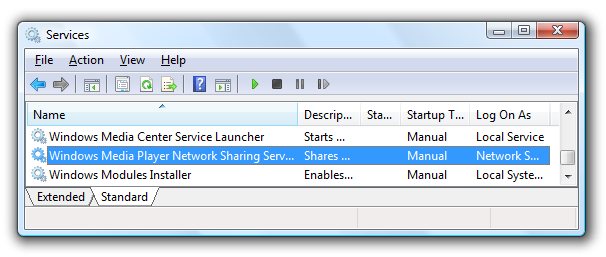 Services
File Action View Help
Name Descrip... Sta... Startup T... Log On As
Windows Media Center Service Launcher Starts ... Manual Local Service
Windows Media Player Network Sharing Serv... Shares ... Manual Network S...
Windows Modules Installer Enables... Manual Local Syste...
Extended Standard